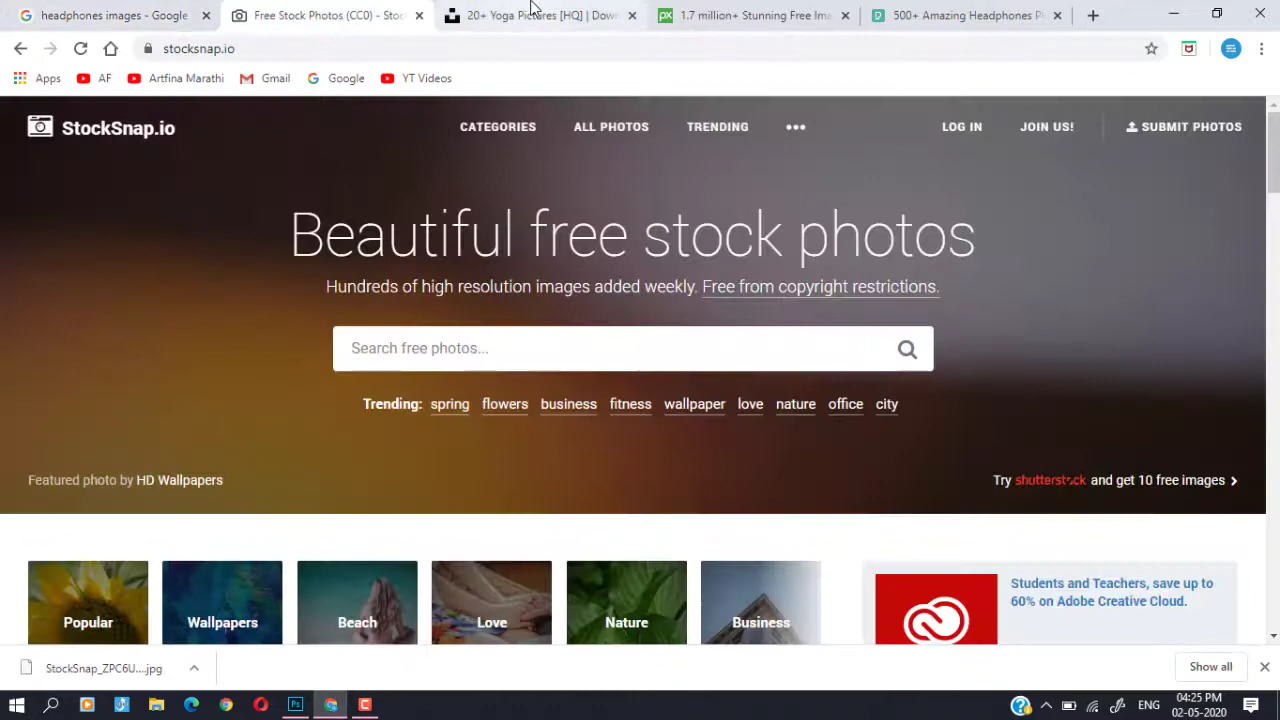 headphones images - Google
Free Stock Photos (CC0) - Stoc
20+ Yoga Pictures [HQ] | Down
1.7 million+ Stunning Free Ima
500+ Amazing Headphones P
stocksnap.io
Apps
AF
Artfina Marathi
Gmail
Google
YT Videos
StockSnap.io
CATEGORIES
ALL PHOTOS
TRENDING
LOG IN
JOIN US!
SUBMIT PHOTOS
Beautiful free stock photos
Hundreds of high resolution images added weekly. Free from copyright restrictions.
Search free photos...
Trending: spring flowers business fitness wallpaper love nature office city
Featured photo by HD Wallpapers
Try shutterstock and get 10 free images
Popular
Wallpapers
Beach
Love
Nature
Business
Students and Teachers, save up to
60% on Adobe Creative Cloud.
StockSnap_ZPC6U....jpg
Show all
Ps
ENG
04:25 PM
02-05-2020